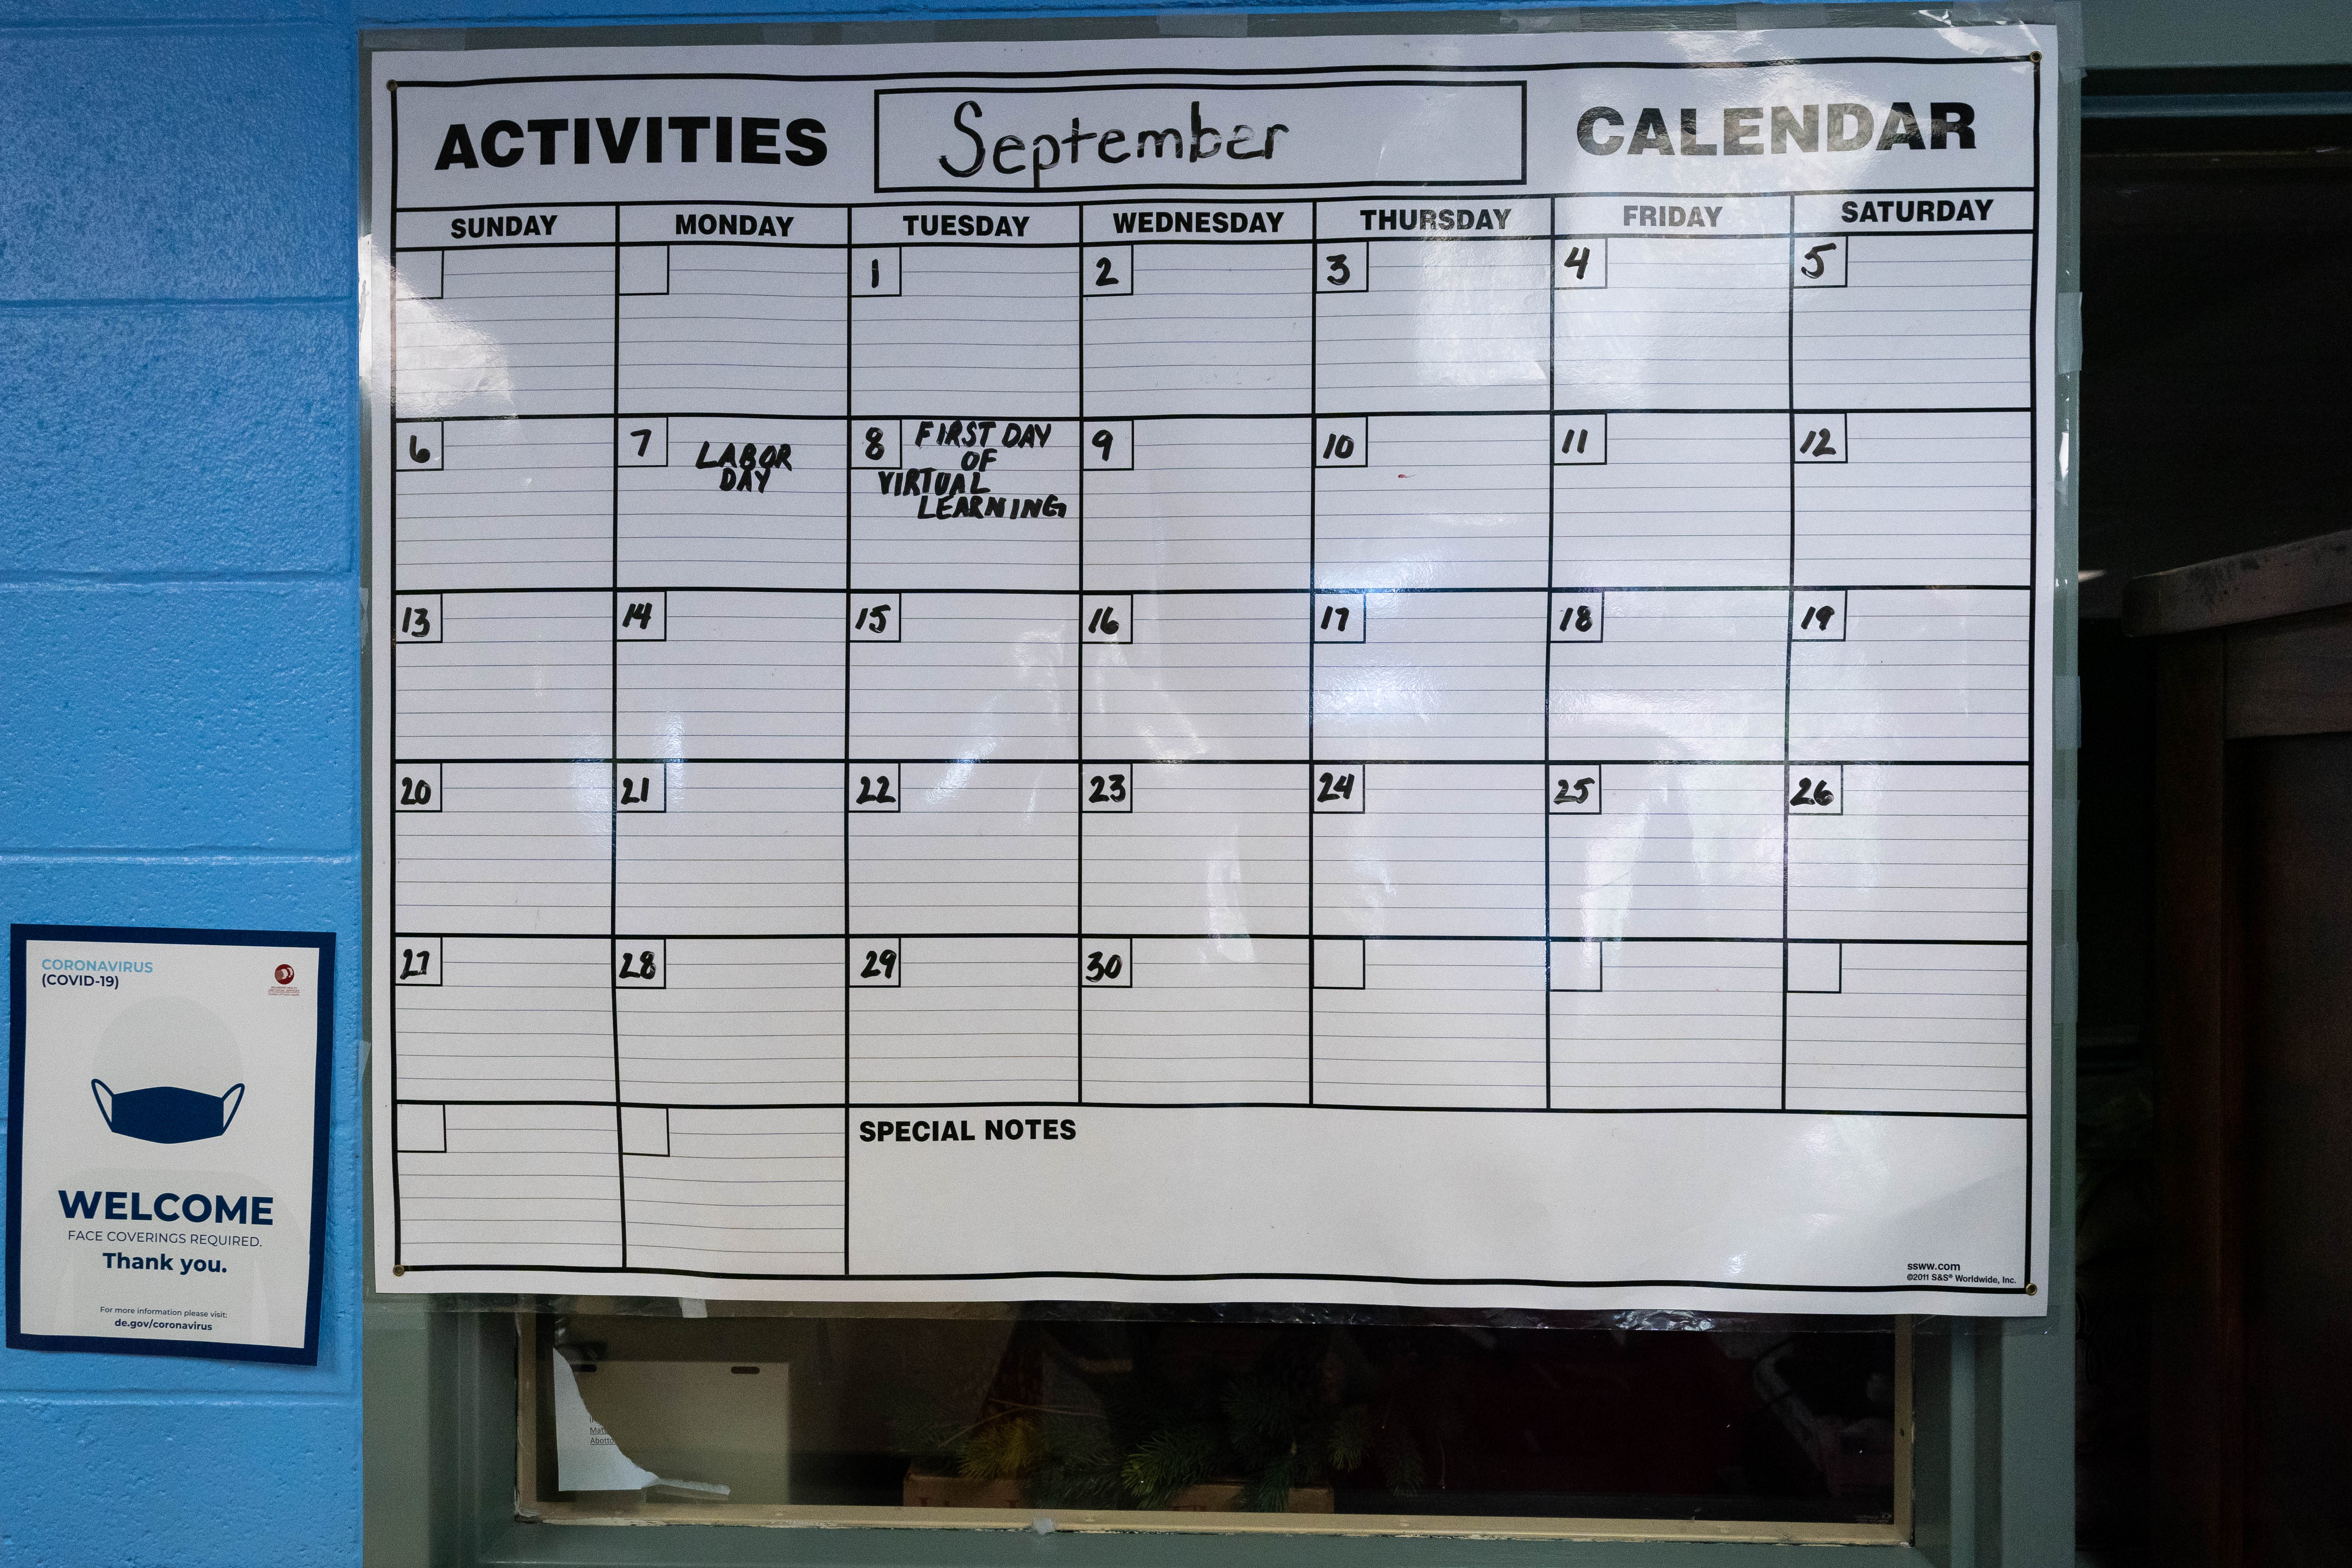 ACTIVITIES September CALENDAR
SUNDAY MONDAY TUESDAY WEDNESDAY THURSDAY FRIDAY SATURDAY
1 2 3 4 5
6 7 LABOR DAY 8 FIRST DAY OF VIRTUAL LEARNING 9 10 11 12
13 14 15 16 17 18 19
20 21 22 23 24 25 26
27 28 29 30
SPECIAL NOTES
ssww.com
©2011 S&S® Worldwide, Inc.
CORONAVIRUS
(COVID-19)
WELCOME
FACE COVERINGS REQUIRED.
Thank you.
For more information please visit:
de.gov/coronavirus